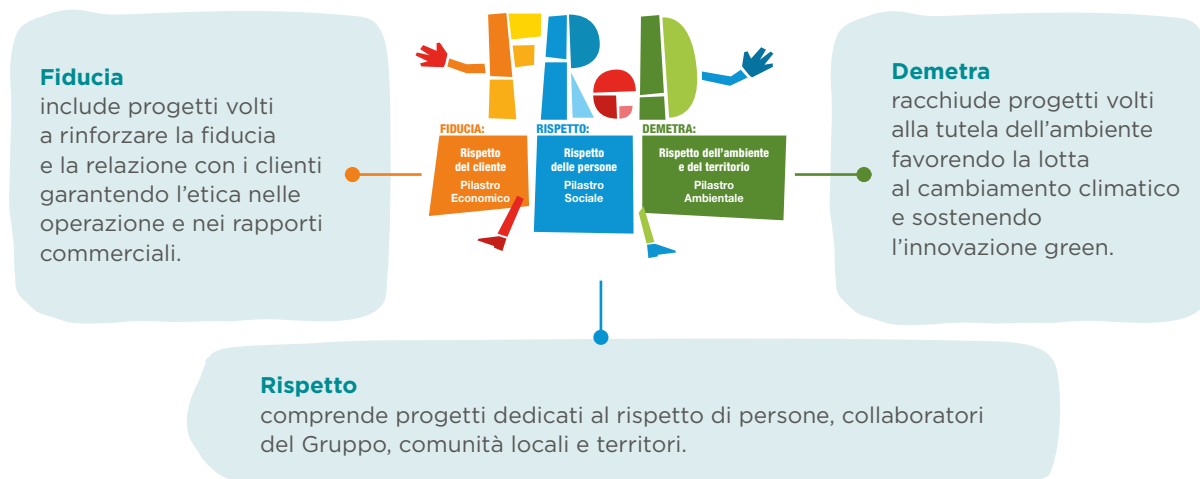 FReD
Fiducia
include progetti volti
a rinforzare la fiducia
e la relazione con i clienti
garantendo l'etica nelle
operazione e nei rapporti
commerciali.
FIDUCIA:
Rispetto
del cliente
Pilastro
Economico
RISPETTO:
Rispetto
delle persone
Pilastro
Sociale
DEMETRA:
Rispetto dell'ambiente
e del territorio
Pilastro
Ambientale
Demetra
racchiude progetti volti
alla tutela dell'ambiente
favorendo la lotta
al cambiamento climatico
e sostenendo
l'innovazione green.
Rispetto
comprende progetti dedicati al rispetto di persone, collaboratori
del Gruppo, comunità locali e territori.